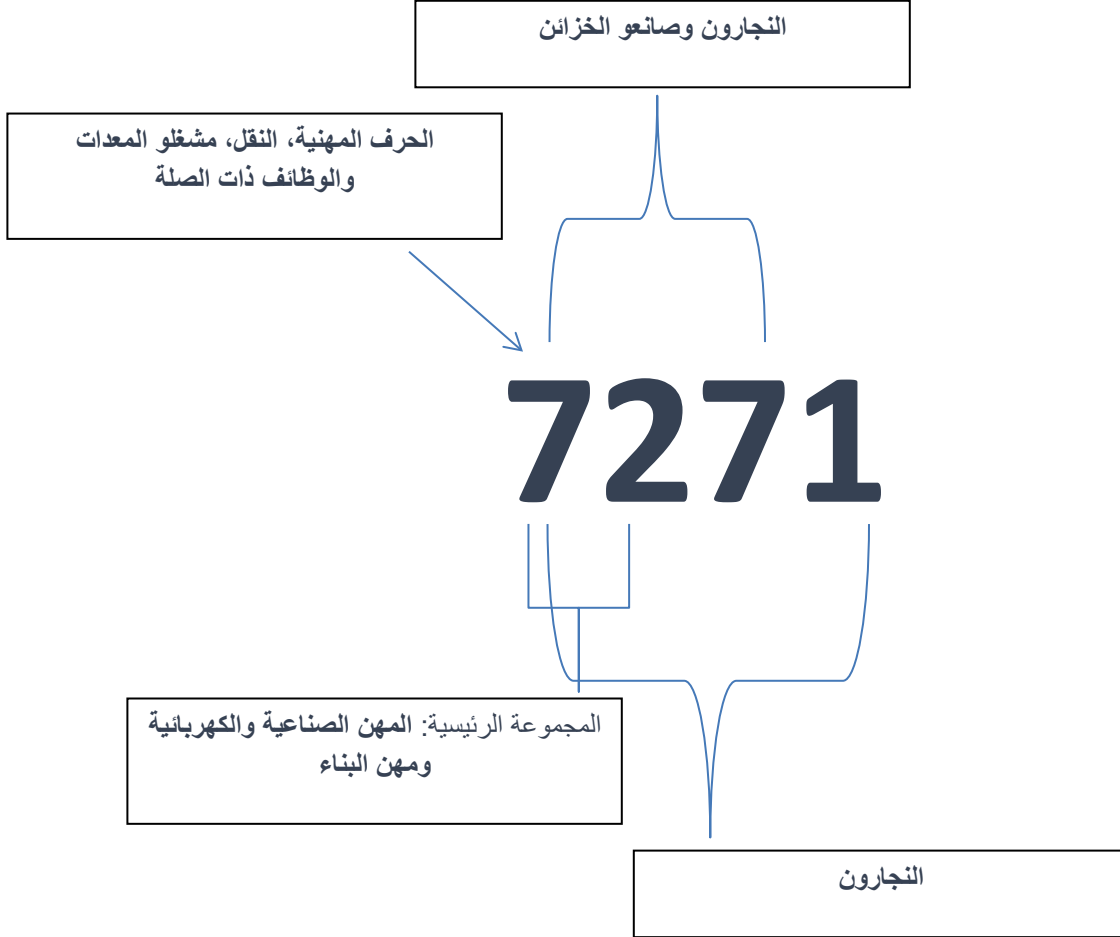 النجارون وصانعو الخزائن
الحرف المهنية، النقل، مشغلو المعدات
والوظائف ذات الصلة
7271
المجموعة الرئيسية: المهن الصناعية والكهربائية
ومهن البناء
النجارون